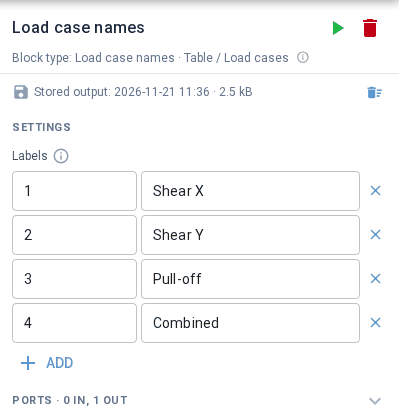 Load case names
Block type: Load case names · Table / Load cases
Stored output: 2026-11-21 11:36 · 2.5 kB
SETTINGS
Labels
1 Shear X
2 Shear Y
3 Pull-off
4 Combined
ADD
PORTS · 0 IN, 1 OUT